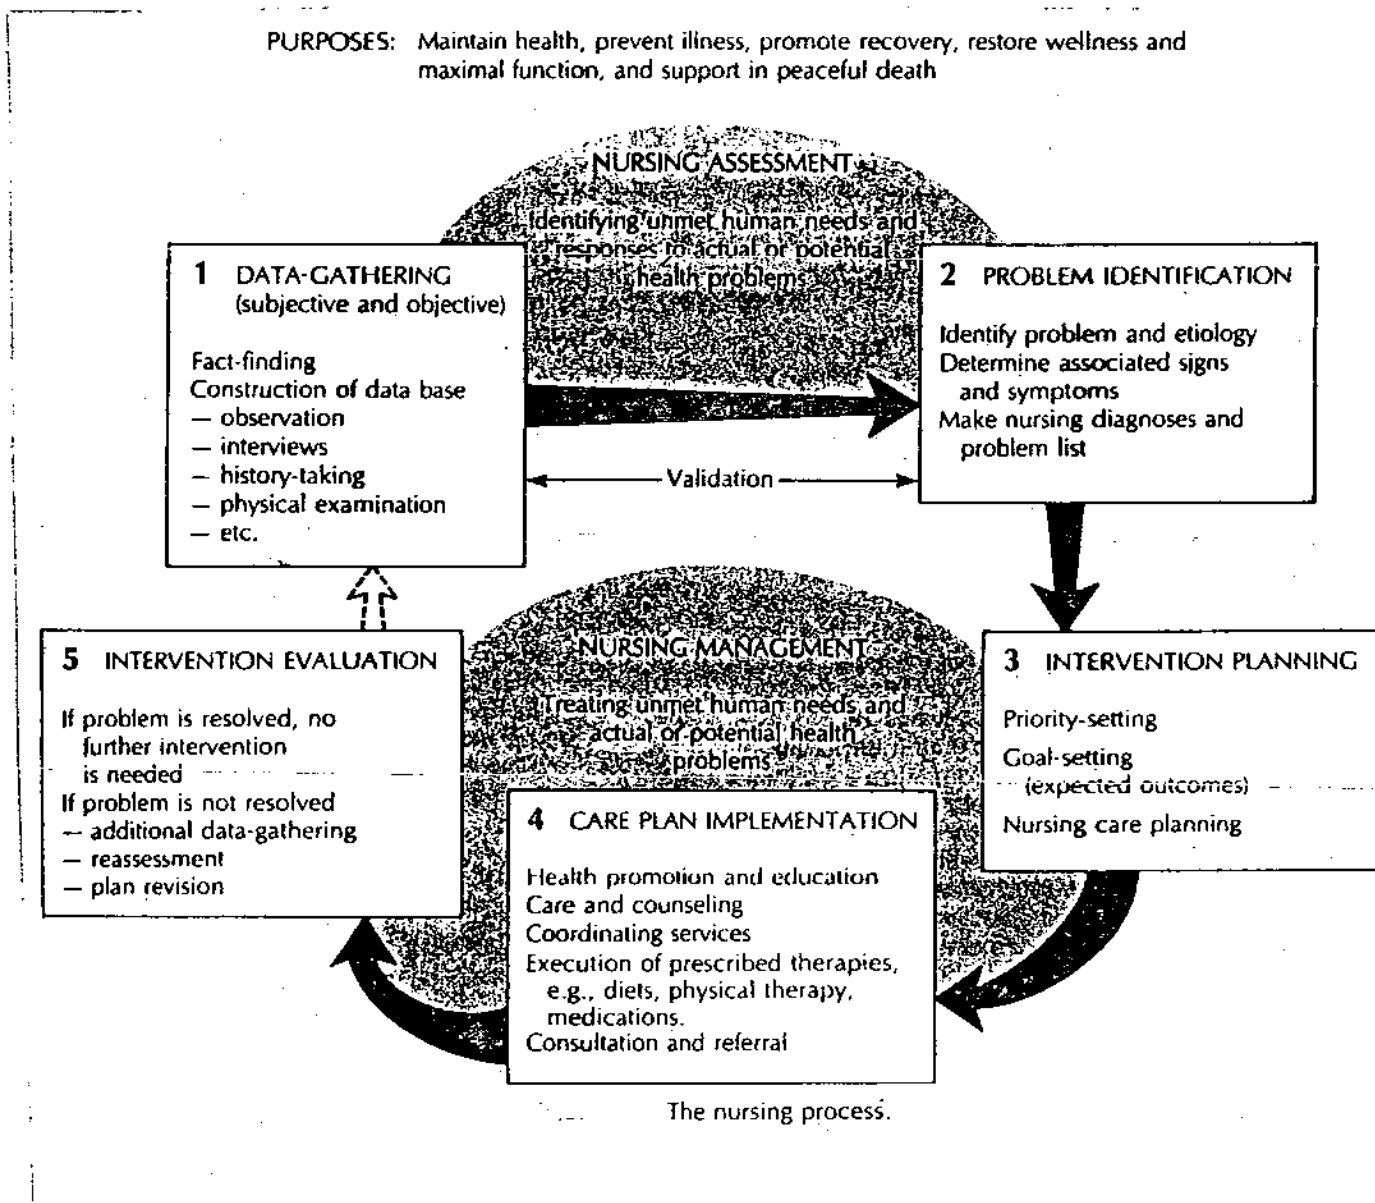 PURPOSES: Maintain health, prevent illness, promote recovery, restore wellness and
maximal function, and support in peaceful death
NURSING ASSESSMENT
Identifying unmet human needs and
responses to actual or potential
health problems
1 DATA-GATHERING
(subjective and objective)
Fact-finding
Construction of data base
— observation
— interviews
— history-taking
— physical examination
— etc.
2 PROBLEM IDENTIFICATION
Identify problem and etiology
Determine associated signs
and symptoms
Make nursing diagnoses and
problem list
Validation
NURSING MANAGEMENT
Treating unmet human needs and
actual or potential health
problems
3 INTERVENTION PLANNING
Priority-setting
Goal-setting
(expected outcomes)
Nursing care planning
4 CARE PLAN IMPLEMENTATION
Health promotion and education
Care and counseling
Coordinating services
Execution of prescribed therapies,
e.g., diets, physical therapy,
medications.
Consultation and referral
5 INTERVENTION EVALUATION
If problem is resolved, no
further intervention
is needed
If problem is not resolved
— additional data-gathering
— reassessment
— plan revision
The nursing process.